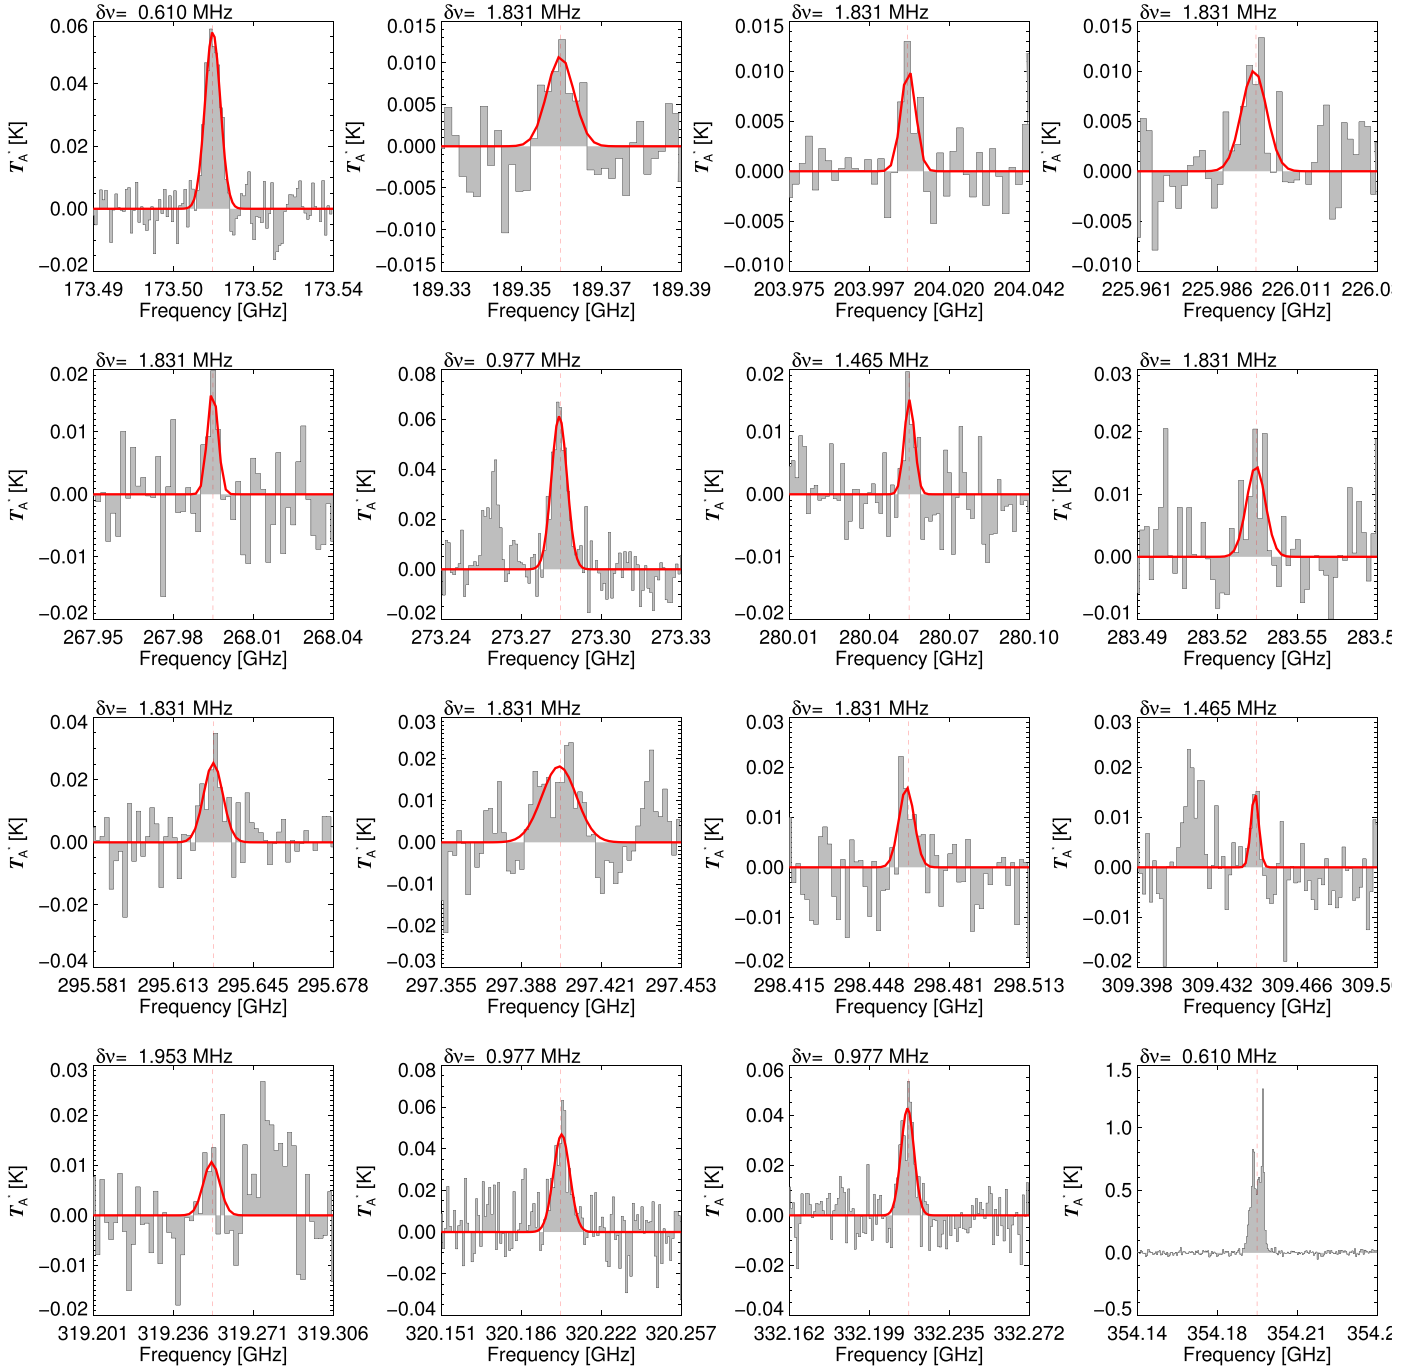 δν= 0.610 MHz
δν= 1.831 MHz
δν= 1.831 MHz
δν= 1.831 MHz
0.06
0.04
0.02
0.00
−0.02
T*A [K]
173.49 173.50 173.52 173.54
Frequency [GHz]
0.015
0.010
0.005
0.000
−0.005
−0.010
−0.015
T*A [K]
189.33 189.36 189.37 189.39
Frequency [GHz]
0.015
0.010
0.005
0.000
−0.005
−0.010
T*A [K]
203.975 203.997 204.020 204.042
Frequency [GHz]
0.015
0.010
0.005
0.000
−0.005
−0.010
T*A [K]
225.961 225.986 226.011 226.0
Frequency [GHz]
δν= 1.831 MHz
δν= 0.977 MHz
δν= 1.465 MHz
δν= 1.831 MHz
0.02
0.01
0.00
−0.01
−0.02
T*A [K]
267.95 267.98 268.01 268.04
Frequency [GHz]
0.08
0.06
0.04
0.02
0.00
−0.02
T*A [K]
273.24 273.27 273.30 273.33
Frequency [GHz]
0.02
0.01
0.00
−0.01
−0.02
T*A [K]
280.01 280.04 280.07 280.10
Frequency [GHz]
0.03
0.02
0.01
0.00
−0.01
T*A [K]
283.49 283.52 283.55 283.5
Frequency [GHz]
δν= 1.831 MHz
δν= 1.831 MHz
δν= 1.831 MHz
δν= 1.465 MHz
0.04
0.02
0.00
−0.02
−0.04
T*A [K]
295.581 295.613 295.645 295.678
Frequency [GHz]
0.03
0.02
0.01
0.00
−0.01
−0.02
−0.03
T*A [K]
297.355 297.388 297.421 297.453
Frequency [GHz]
0.03
0.02
0.01
0.00
−0.01
−0.02
T*A [K]
298.415 298.448 298.481 298.513
Frequency [GHz]
0.03
0.02
0.01
0.00
−0.01
−0.02
T*A [K]
309.398 309.432 309.466 309.50
Frequency [GHz]
δν= 1.953 MHz
δν= 0.977 MHz
δν= 0.977 MHz
δν= 0.610 MHz
0.03
0.02
0.01
0.00
−0.01
−0.02
T*A [K]
319.201 319.236 319.271 319.306
Frequency [GHz]
0.08
0.06
0.04
0.02
0.00
−0.02
−0.04
T*A [K]
320.151 320.186 320.222 320.257
Frequency [GHz]
0.06
0.04
0.02
0.00
−0.02
−0.04
T*A [K]
332.162 332.199 332.235 332.272
Frequency [GHz]
1.5
1.0
0.5
0.0
−0.5
T*A [K]
354.14 354.18 354.21 354.2
Frequency [GHz]